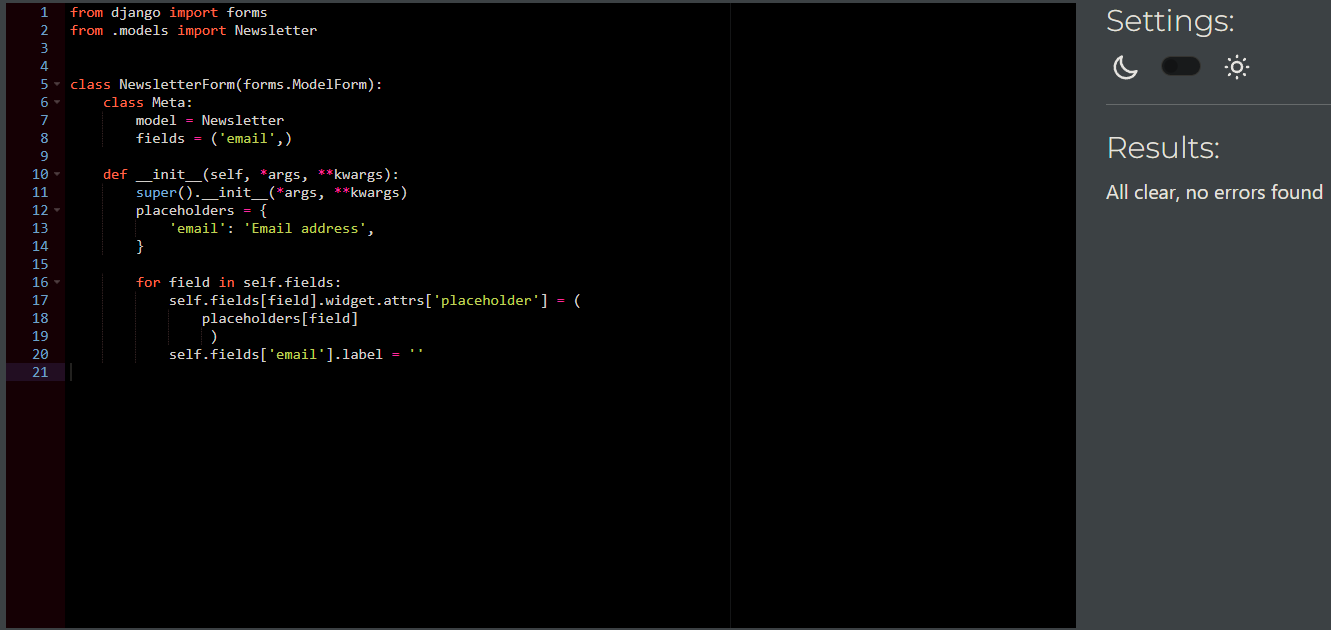 1 from django import forms
2 from .models import Newsletter
3
4
5 class NewsletterForm(forms.ModelForm):
6     class Meta:
7         model = Newsletter
8         fields = ('email',)
9
10     def __init__(self, *args, **kwargs):
11         super().__init__(*args, **kwargs)
12         placeholders = {
13             'email': 'Email address',
14         }
15
16         for field in self.fields:
17             self.fields[field].widget.attrs['placeholder'] = (
18                 placeholders[field]
19                  )
20             self.fields['email'].label = ''
21
Settings:
Results:
All clear, no errors found